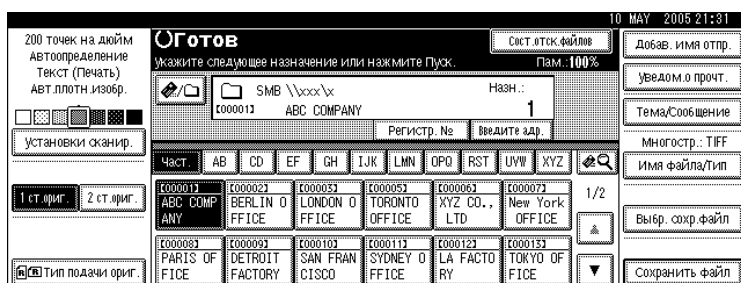 10 MAY 2005 21:31
200 точек на дюйм
Автоопределение
Текст (Печать)
Авт.плотн.изобр.
Установки сканир.
1 ст.ориг. 2 ст.ориг.
Тип подачи ориг.
Готов
Сост.отск.файлов
Укажите следующее назначение или нажмите Пуск.
Пам.:100%
SMB \\xxx\x
Назн.:
[00001] ABC COMPANY
1
Регистр. № Введите адр.
Част. AB CD EF GH IJK LMN OPQ RST UVW XYZ
[00001] [00002] [00003] [00005] [00006] [00007]
ABC COMP BERLIN O LONDON O TORONTO XYZ CO., New York
ANY FFICE FFICE OFFICE LTD OFFICE
1/2
[00008] [00009] [00010] [00011] [00012] [00013]
PARIS OF DETROIT SAN FRAN SYDNEY O LA FACTO TOKYO OF
FICE FACTORY CISCO FFICE RY FICE
Добав. имя отпр.
Уведом.о прочт.
Тема/Сообщение
Многостр.: TIFF
Имя файла/Тип
Выбр. сохр.файл
Сохранить файл